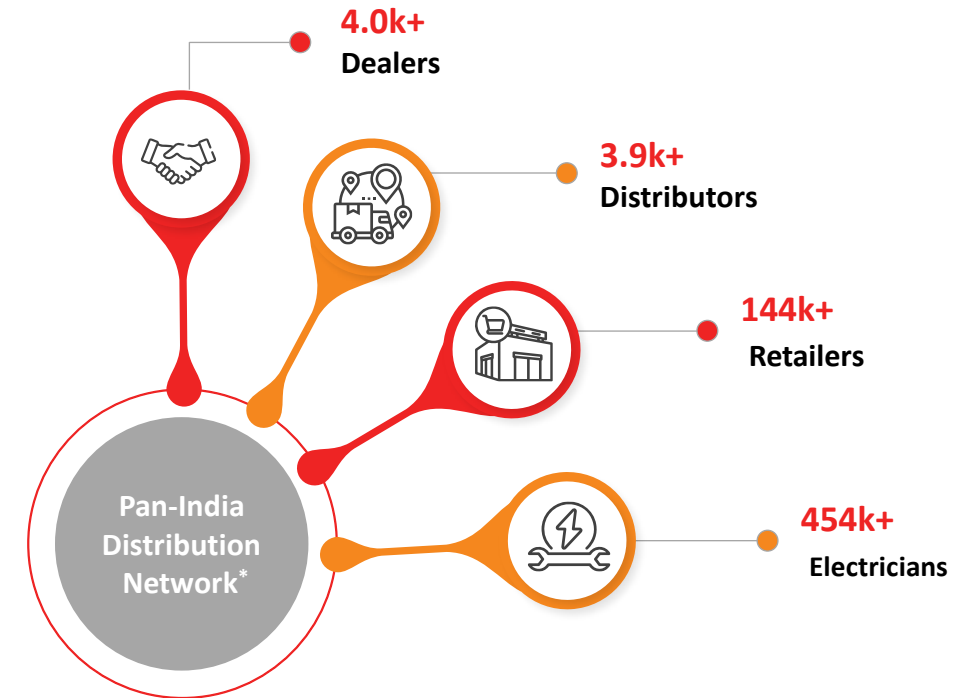 4.0k+
Dealers
3.9k+
Distributors
144k+
Retailers
Pan-India
Distribution
Network*
454k+
Electricians